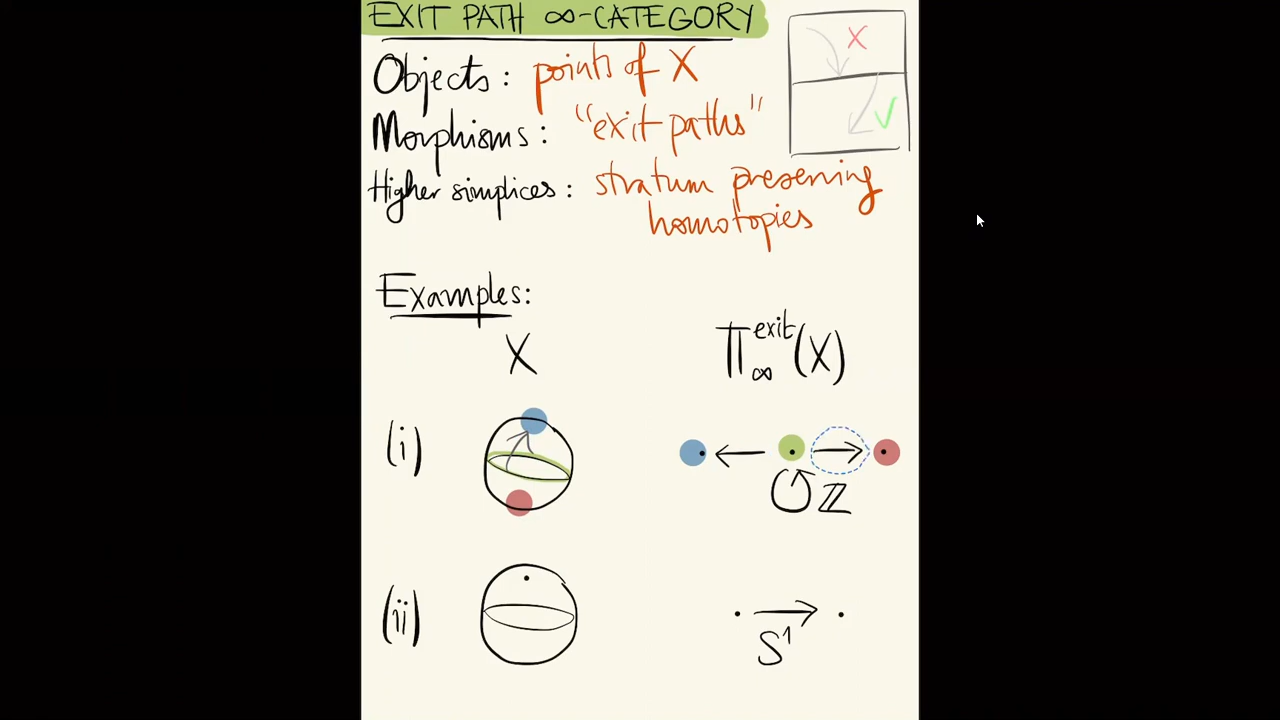 EXIT PATH ∞-CATEGORY
X
✓
Objects: points of X
Morphisms: "exit paths"
Higher simplices: stratum preserving
homotopies
Examples:
X Π∞^exit(X)
(i)
ℤ
(ii)
S¹